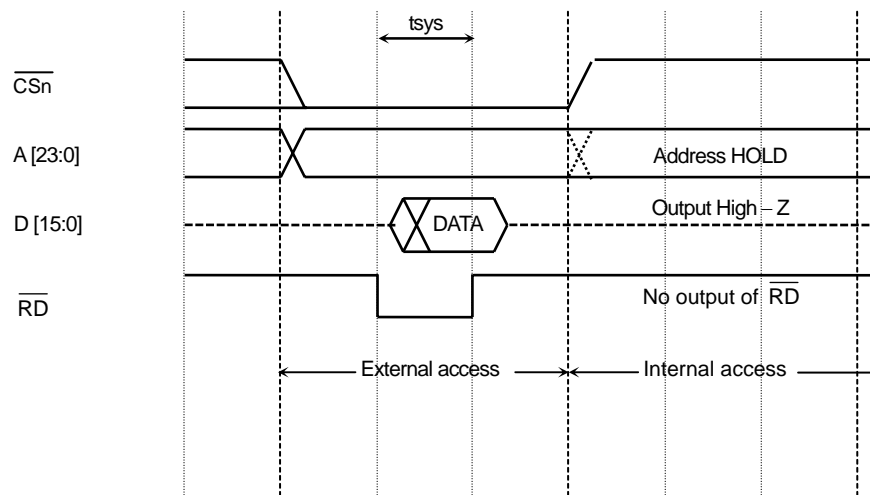 tsys
CSn
A [23:0]
Address HOLD
D [15:0]
DATA
Output High – Z
RD
No output of RD
External access
Internal access